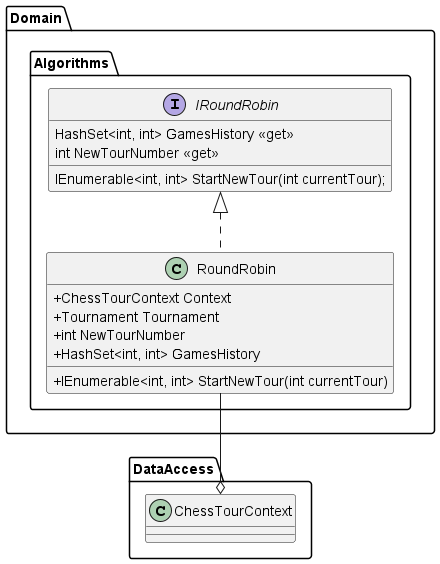 Domain
Algorithms
I IRoundRobin
HashSet<int, int> GamesHistory «get»
int NewTourNumber «get»
IEnumerable<int, int> StartNewTour(int currentTour);
C RoundRobin
+ChessTourContext Context
+Tournament Tournament
+int NewTourNumber
+HashSet<int, int> GamesHistory
+IEnumerable<int, int> StartNewTour(int currentTour)
DataAccess
C ChessTourContext